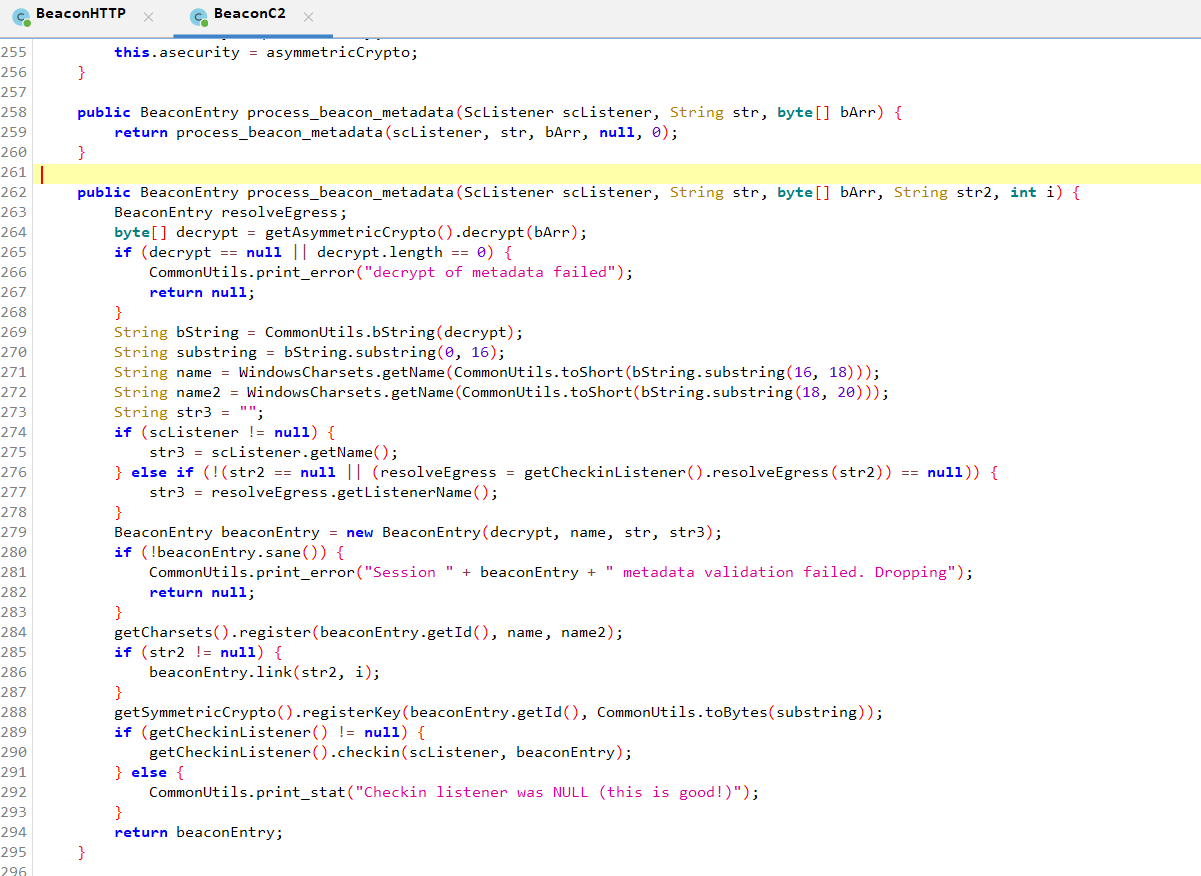 BeaconHTTP BeaconC2
255 this.asecurity = asymmetricCrypto;
256 }
257
258 public BeaconEntry process_beacon_metadata(ScListener scListener, String str, byte[] bArr) {
259 return process_beacon_metadata(scListener, str, bArr, null, 0);
260 }
261
262 public BeaconEntry process_beacon_metadata(ScListener scListener, String str, byte[] bArr, String str2, int i) {
263 BeaconEntry resolveEgress;
264 byte[] decrypt = getAsymmetricCrypto().decrypt(bArr);
265 if (decrypt == null || decrypt.length == 0) {
266 CommonUtils.print_error("decrypt of metadata failed");
267 return null;
268 }
269 String bString = CommonUtils.bString(decrypt);
270 String substring = bString.substring(0, 16);
271 String name = WindowsCharsets.getName(CommonUtils.toShort(bString.substring(16, 18)));
272 String name2 = WindowsCharsets.getName(CommonUtils.toShort(bString.substring(18, 20)));
273 String str3 = "";
274 if (scListener != null) {
275 str3 = scListener.getName();
276 } else if (!(str2 == null || (resolveEgress = getCheckinListener().resolveEgress(str2)) == null)) {
277 str3 = resolveEgress.getListenerName();
278 }
279 BeaconEntry beaconEntry = new BeaconEntry(decrypt, name, str, str3);
280 if (!beaconEntry.sane()) {
281 CommonUtils.print_error("Session " + beaconEntry + " metadata validation failed. Dropping");
282 return null;
283 }
284 getCharsets().register(beaconEntry.getId(), name, name2);
285 if (str2 != null) {
286 beaconEntry.link(str2, i);
287 }
288 getSymmetricCrypto().registerKey(beaconEntry.getId(), CommonUtils.toBytes(substring));
289 if (getCheckinListener() != null) {
290 getCheckinListener().checkin(scListener, beaconEntry);
291 } else {
292 CommonUtils.print_stat("Checkin listener was NULL (this is good!)");
293 }
294 return beaconEntry;
295 }
296